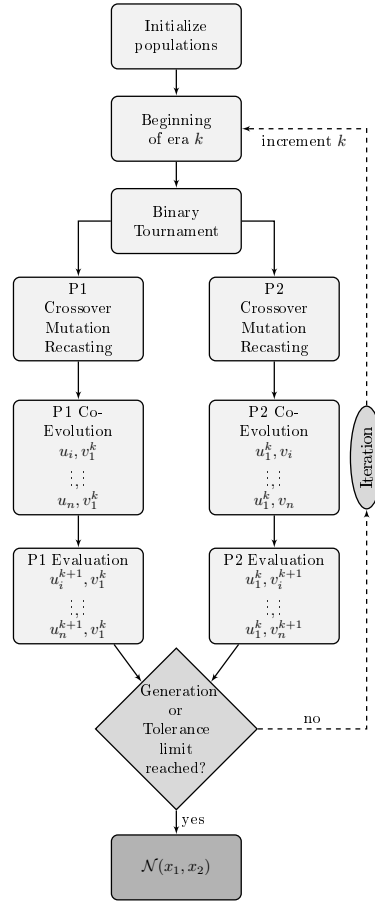 Initialize
populations
Beginning
of era k
increment k
Binary
Tournament
P1
Crossover
Mutation
Recasting
P2
Crossover
Mutation
Recasting
P1 Co-
Evolution
u_i, v_1^k
⋮,⋮
u_n, v_1^k
P2 Co-
Evolution
u_1^k, v_i
⋮,⋮
u_1^k, v_n
Iteration
P1 Evaluation
u_i^{k+1}, v_1^k
⋮,⋮
u_n^{k+1}, v_1^k
P2 Evaluation
u_1^k, v_i^{k+1}
⋮,⋮
u_1^k, v_n^{k+1}
Generation
or
Tolerance
limit
reached?
no
yes
𝒩(x_1, x_2)